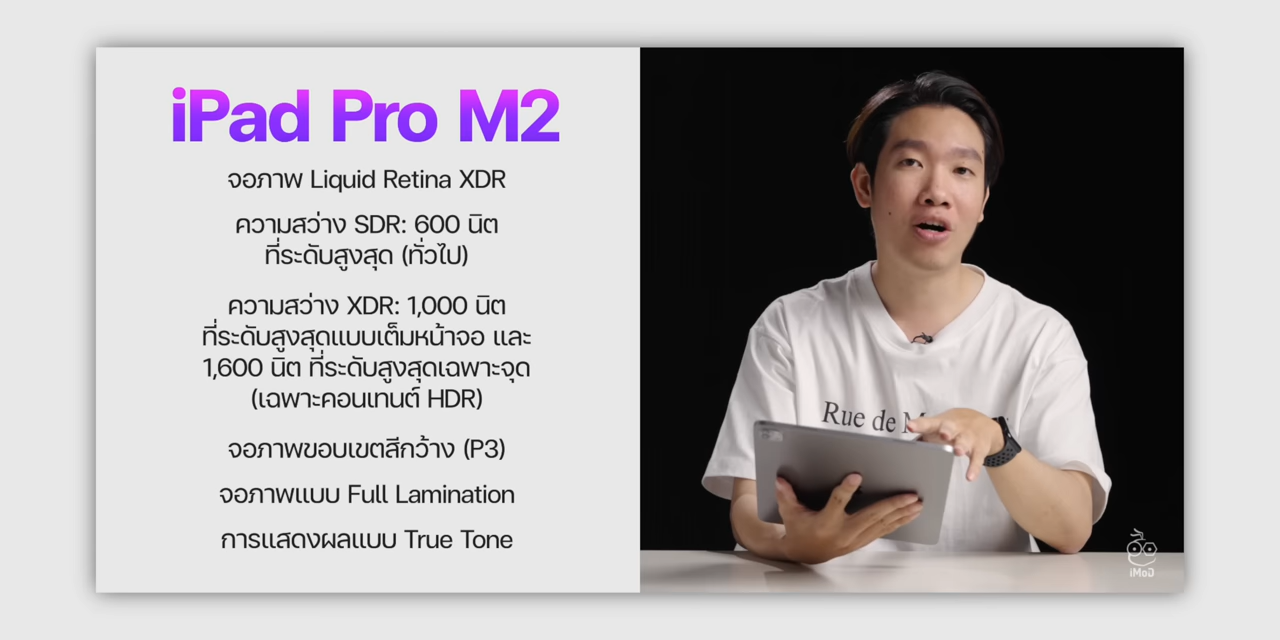 iPad Pro M2
จอภาพ Liquid Retina XDR
ความสว่าง SDR: 600 นิต
ที่ระดับสูงสุด (ทั่วไป)
ความสว่าง XDR: 1,000 นิต
ที่ระดับสูงสุดแบบเต็มหน้าจอ และ
1,600 นิต ที่ระดับสูงสุดเฉพาะจุด
(เฉพาะคอนเทนต์ HDR)
จอภาพขอบเขตสีกว้าง (P3)
จอภาพแบบ Full Lamination
การแสดงผลแบบ True Tone
Rue de
iMoD